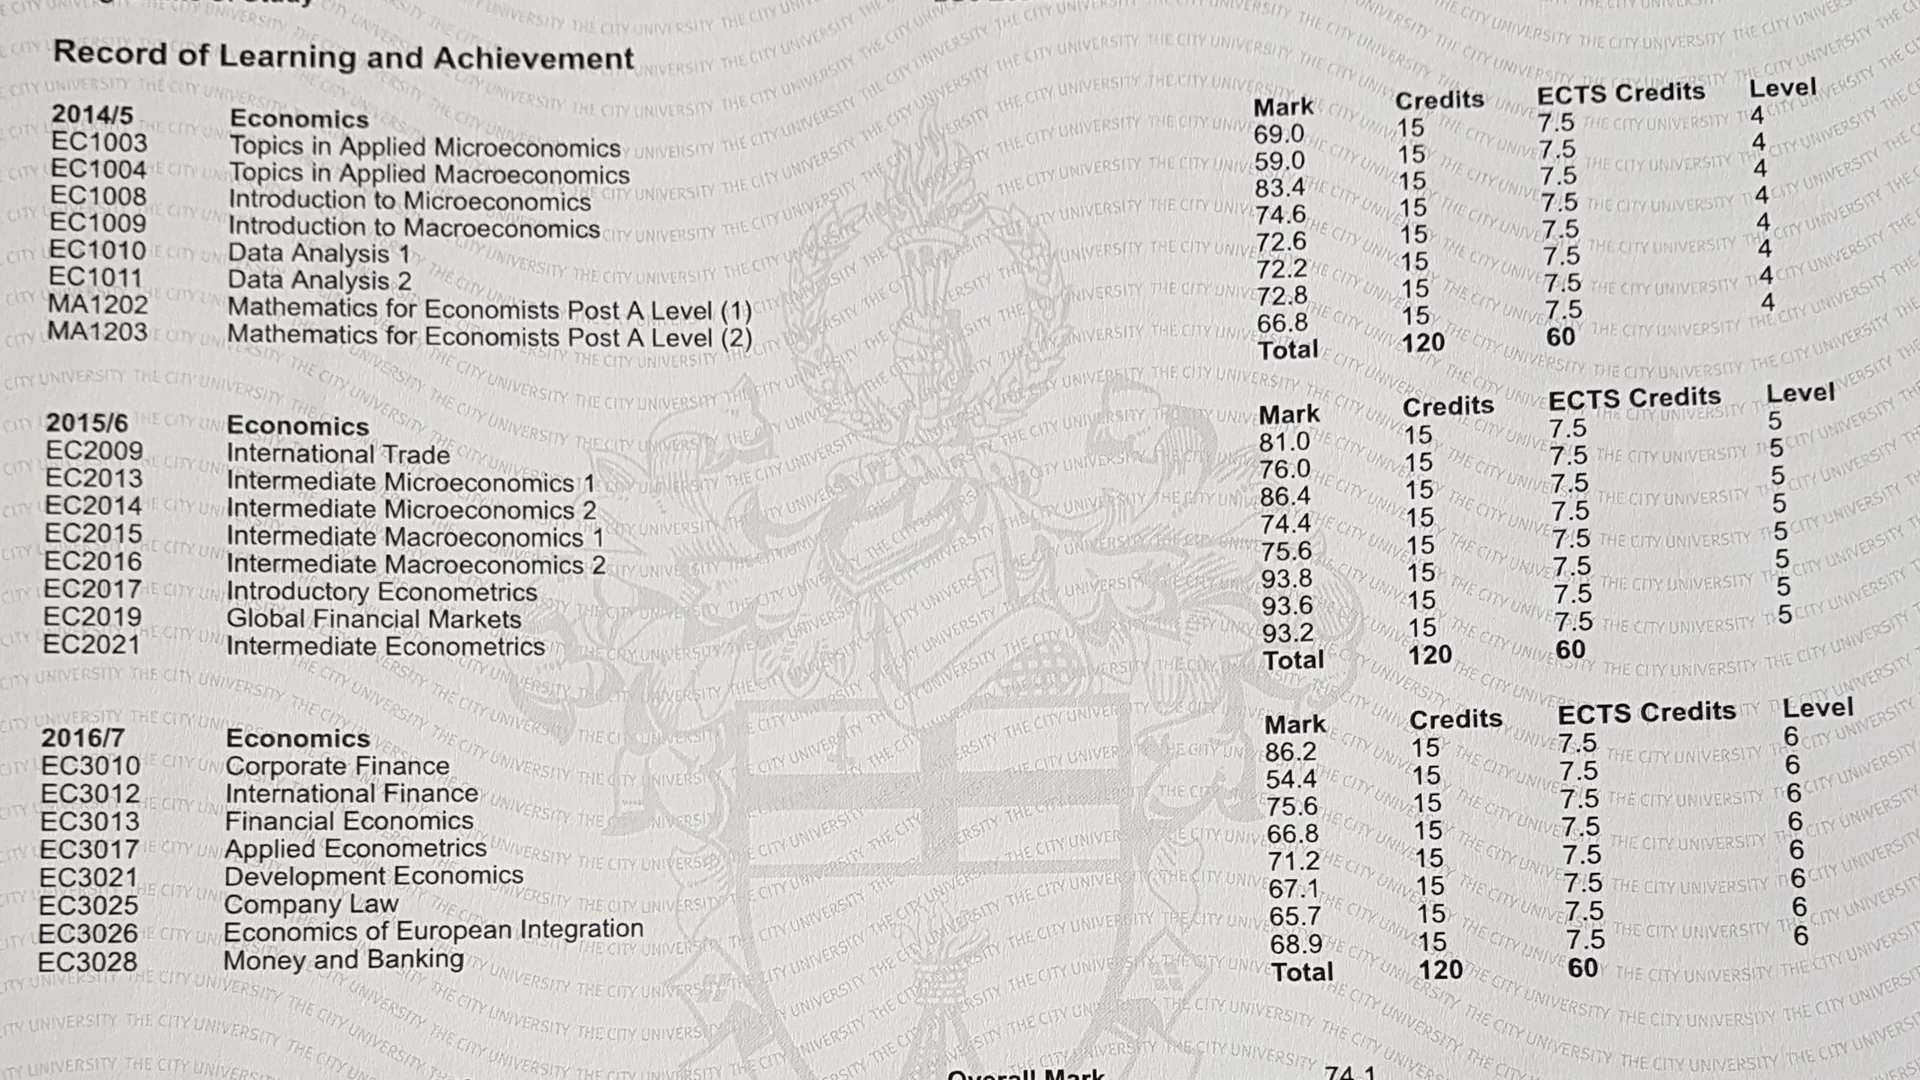 Record of Learning and Achievement
2014/5 Economics Mark Credits ECTS Credits Level
EC1003 Topics in Applied Microeconomics 69.0 15 7.5 4
EC1004 Topics in Applied Macroeconomics 59.0 15 7.5 4
EC1008 Introduction to Microeconomics 83.4 15 7.5 4
EC1009 Introduction to Macroeconomics 74.6 15 7.5 4
EC1010 Data Analysis 1 72.6 15 7.5 4
EC1011 Data Analysis 2 72.2 15 7.5 4
MA1202 Mathematics for Economists Post A Level (1) 72.8 15 7.5 4
MA1203 Mathematics for Economists Post A Level (2) 66.8 15 7.5 4
Total 120 60
2015/6 Economics Mark Credits ECTS Credits Level
EC2009 International Trade 81.0 15 7.5 5
EC2013 Intermediate Microeconomics 1 76.0 15 7.5 5
EC2014 Intermediate Microeconomics 2 86.4 15 7.5 5
EC2015 Intermediate Macroeconomics 1 74.4 15 7.5 5
EC2016 Intermediate Macroeconomics 2 75.6 15 7.5 5
EC2017 Introductory Econometrics 93.8 15 7.5 5
EC2019 Global Financial Markets 93.6 15 7.5 5
EC2021 Intermediate Econometrics 93.2 15 7.5 5
Total 120 60
2016/7 Economics Mark Credits ECTS Credits Level
EC3010 Corporate Finance 86.2 15 7.5 6
EC3012 International Finance 54.4 15 7.5 6
EC3013 Financial Economics 75.6 15 7.5 6
EC3017 Applied Econometrics 66.8 15 7.5 6
EC3021 Development Economics 71.2 15 7.5 6
EC3025 Company Law 67.1 15 7.5 6
EC3026 Economics of European Integration 65.7 15 7.5 6
EC3028 Money and Banking 68.9 15 7.5 6
Total 120 60
Overall Mark 74.1